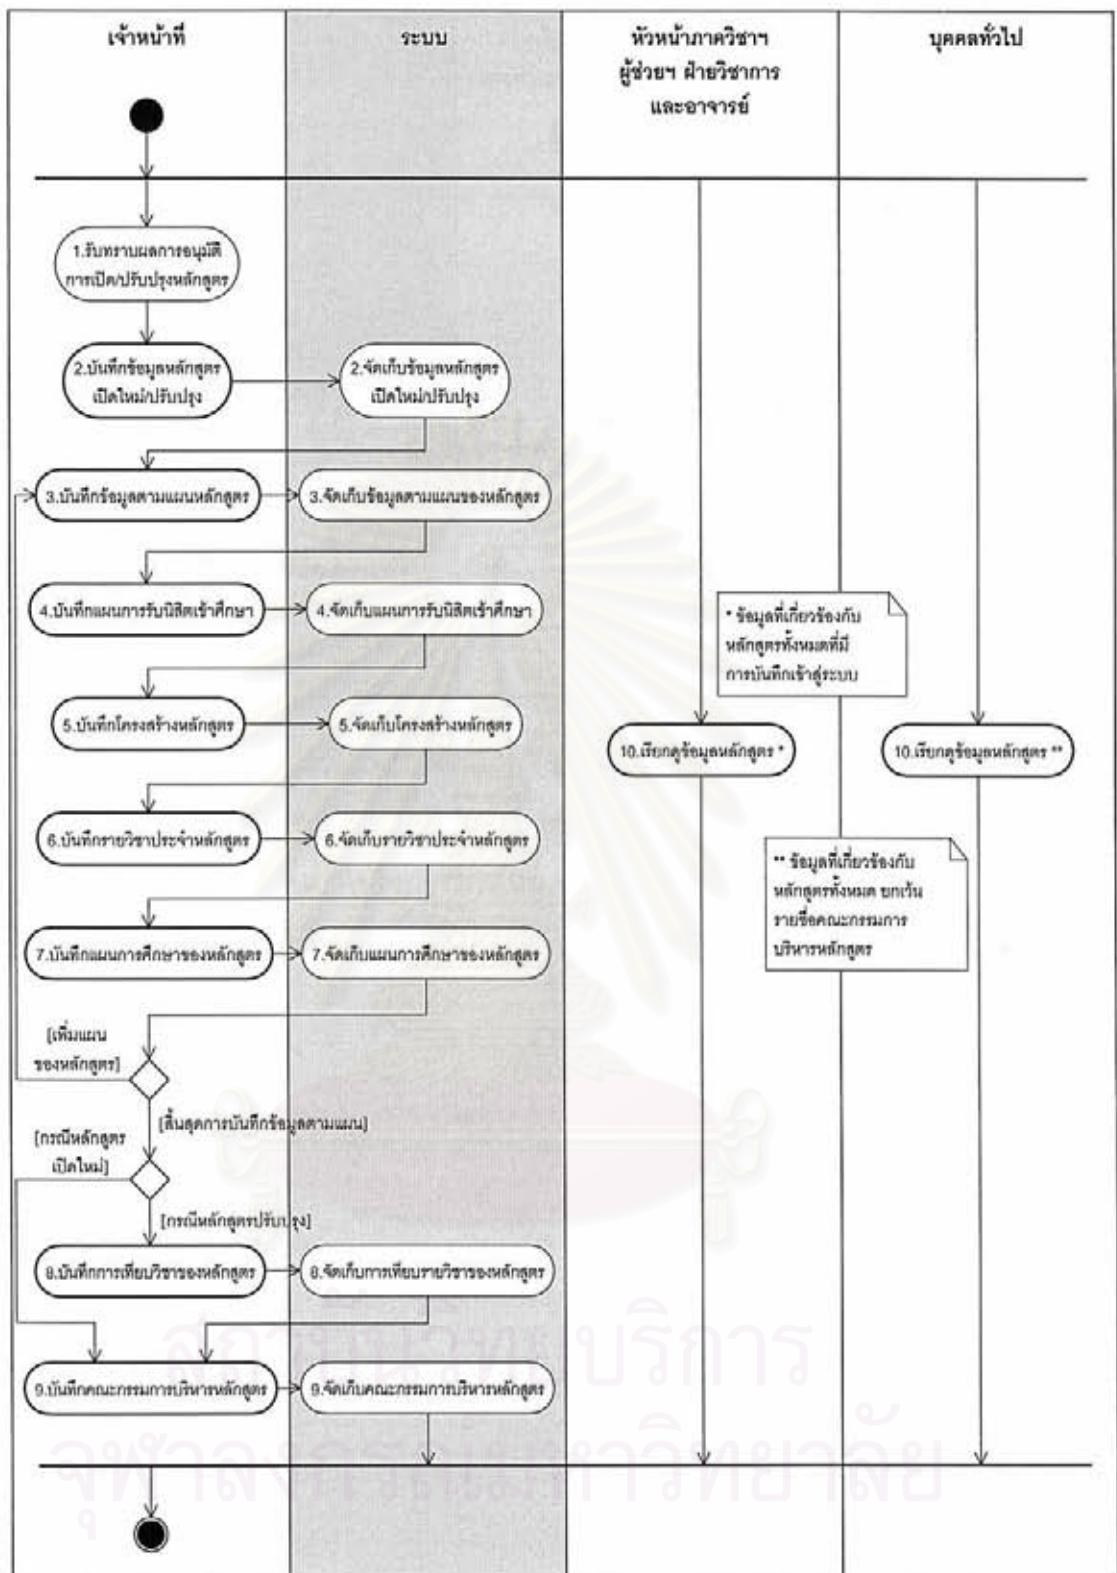 เจ้าหน้าที่
ระบบ
หัวหน้าภาควิชาฯ
ผู้ช่วยฯ ฝ่ายวิชาการ
และอาจารย์
บุคคลทั่วไป
1.รับทราบผลการอนุมัติ
การเปิด/ปรับปรุงหลักสูตร
2.บันทึกข้อมูลหลักสูตร
เปิดใหม่/ปรับปรุง
2.จัดเก็บข้อมูลหลักสูตร
เปิดใหม่/ปรับปรุง
3.บันทึกข้อมูลตามแผนหลักสูตร
3.จัดเก็บข้อมูลตามแผนของหลักสูตร
4.บันทึกแผนการรับนิสิตเข้าศึกษา
4.จัดเก็บแผนการรับนิสิตเข้าศึกษา
* ข้อมูลที่เกี่ยวข้องกับ
หลักสูตรทั้งหมดที่มี
การบันทึกเข้าสู่ระบบ
5.บันทึกโครงสร้างหลักสูตร
5.จัดเก็บโครงสร้างหลักสูตร
10.เรียกดูข้อมูลหลักสูตร *
10.เรียกดูข้อมูลหลักสูตร **
6.บันทึกรายวิชาประจำหลักสูตร
6.จัดเก็บรายวิชาประจำหลักสูตร
** ข้อมูลที่เกี่ยวข้องกับ
หลักสูตรทั้งหมด ยกเว้น
รายชื่อคณะกรรมการ
บริหารหลักสูตร
7.บันทึกแผนการศึกษาของหลักสูตร
7.จัดเก็บแผนการศึกษาของหลักสูตร
[เพิ่มแผน
ของหลักสูตร]
[สิ้นสุดการบันทึกข้อมูลตามแผน]
[กรณีหลักสูตร
เปิดใหม่]
[กรณีหลักสูตรปรับปรุง]
8.บันทึกการเทียบวิชาของหลักสูตร
8.จัดเก็บการเทียบรายวิชาของหลักสูตร
สถาบันวิทยบริการ
9.บันทึกคณะกรรมการบริหารหลักสูตร
9.จัดเก็บคณะกรรมการบริหารหลักสูตร
จุฬาลงกรณ์มหาวิทยาลัย